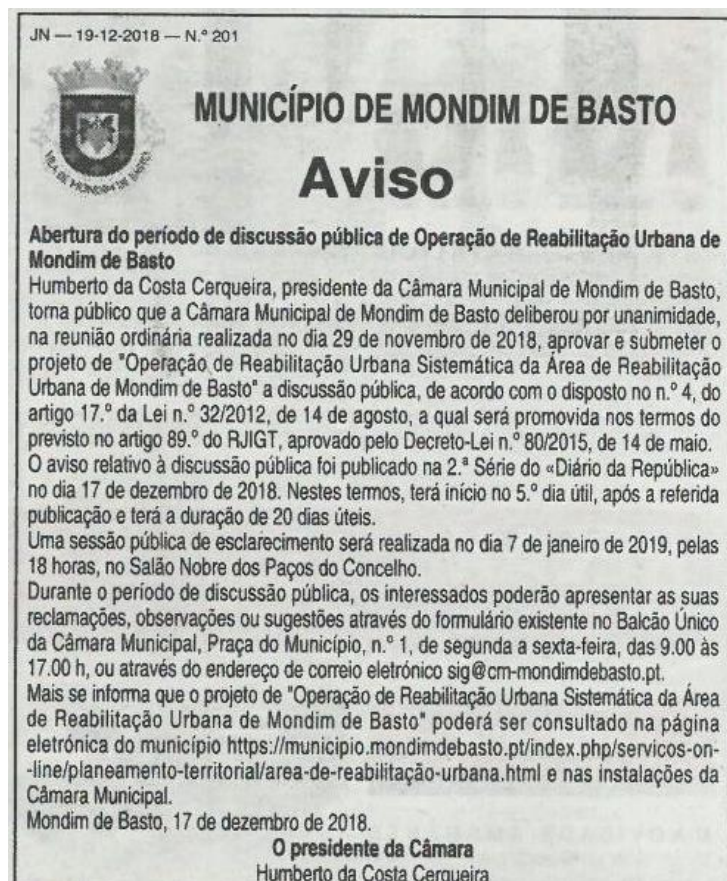 JN — 19-12-2018 — N.º 201
VILA DE MONDIM DE BASTO
MUNICÍPIO DE MONDIM DE BASTO
Aviso
Abertura do período de discussão pública de Operação de Reabilitação Urbana de
Mondim de Basto
Humberto da Costa Cerqueira, presidente da Câmara Municipal de Mondim de Basto,
torna público que a Câmara Municipal de Mondim de Basto deliberou por unanimidade,
na reunião ordinária realizada no dia 29 de novembro de 2018, aprovar e submeter o
projeto de "Operação de Reabilitação Urbana Sistemática da Área de Reabilitação
Urbana de Mondim de Basto" a discussão pública, de acordo com o disposto no n.º 4, do
artigo 17.º da Lei n.º 32/2012, de 14 de agosto, a qual será promovida nos termos do
previsto no artigo 89.º do RJIGT, aprovado pelo Decreto-Lei n.º 80/2015, de 14 de maio.
O aviso relativo à discussão pública foi publicado na 2.ª Série do «Diário da República»
no dia 17 de dezembro de 2018. Nestes termos, terá início no 5.º dia útil, após a referida
publicação e terá a duração de 20 dias úteis.
Uma sessão pública de esclarecimento será realizada no dia 7 de janeiro de 2019, pelas
18 horas, no Salão Nobre dos Paços do Concelho.
Durante o período de discussão pública, os interessados poderão apresentar as suas
reclamações, observações ou sugestões através do formulário existente no Balcão Único
da Câmara Municipal, Praça do Município, n.º 1, de segunda a sexta-feira, das 9.00 às
17.00 h, ou através do endereço de correio eletrónico sig@cm-mondimdebasto.pt.
Mais se informa que o projeto de "Operação de Reabilitação Urbana Sistemática da Área
de Reabilitação Urbana de Mondim de Basto" poderá ser consultado na página
eletrónica do município https://municipio.mondimdebasto.pt/index.php/servicos-on-
-line/planeamento-territorial/area-de-reabilitação-urbana.html e nas instalações da
Câmara Municipal.
Mondim de Basto, 17 de dezembro de 2018.
O presidente da Câmara
Humberto da Costa Cerqueira